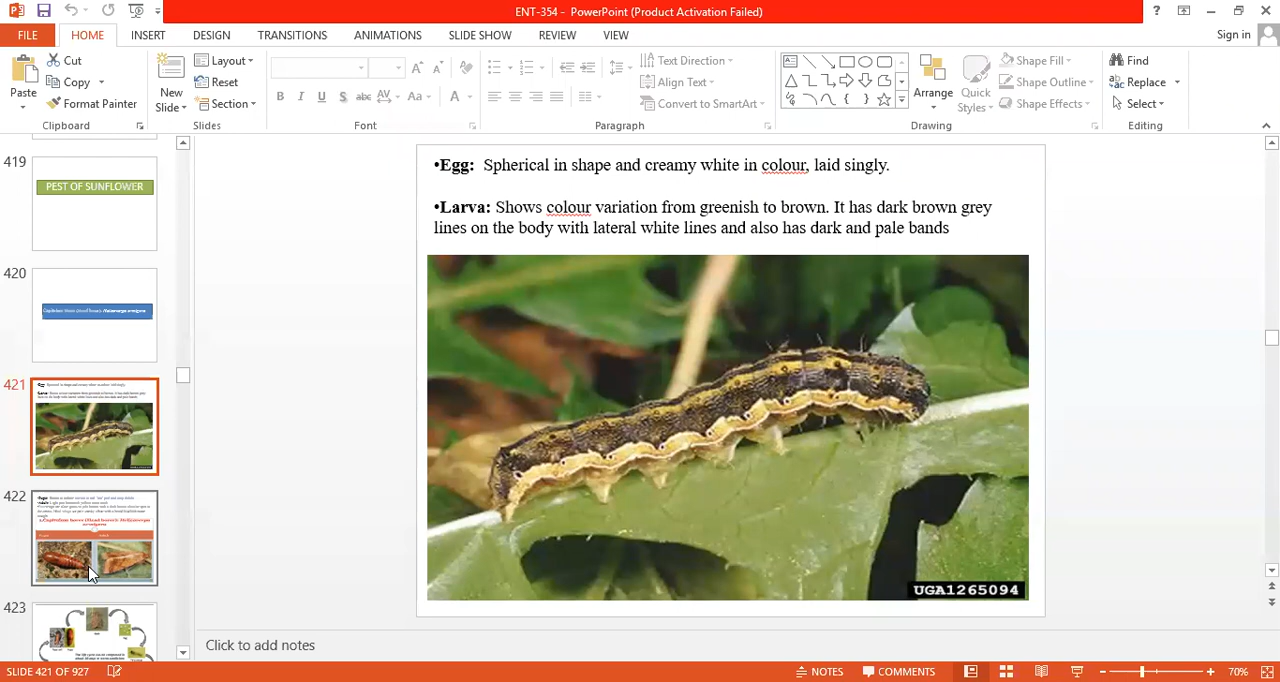 ENT-354 - PowerPoint (Product Activation Failed)
FILE HOME INSERT DESIGN TRANSITIONS ANIMATIONS SLIDE SHOW REVIEW VIEW Sign in
Paste
Cut
Copy
Format Painter
Clipboard
New Slide
Layout
Reset
Section
Slides
Font
Text Direction
Align Text
Convert to SmartArt
Paragraph
Arrange
Quick Styles
Shape Fill
Shape Outline
Shape Effects
Drawing
Find
Replace
Select
Editing
419
PEST OF SUNFLOWER
420
421
422
423
•Egg: Spherical in shape and creamy white in colour, laid singly.
•Larva: Shows colour variation from greenish to brown. It has dark brown grey
lines on the body with lateral white lines and also has dark and pale bands
UGA1265094
Click to add notes
SLIDE 421 OF 927 NOTES COMMENTS 70%